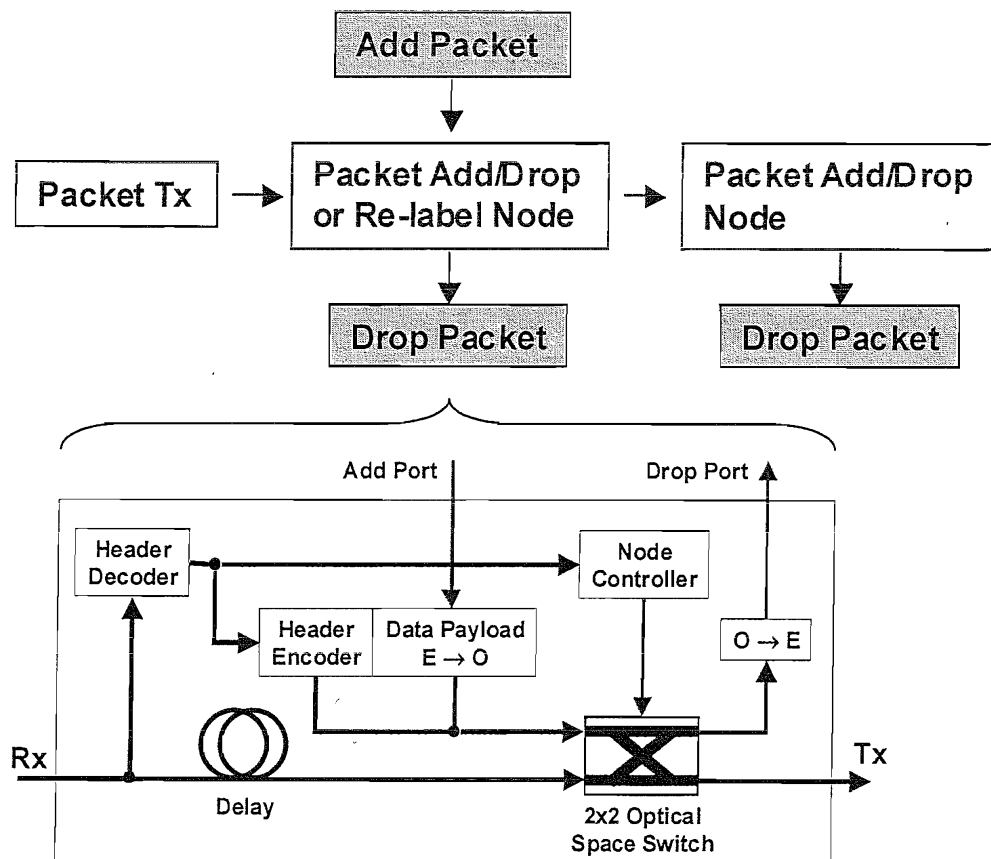 Add Packet
Packet Tx
Packet Add/Drop
or Re-label Node
Packet Add/Drop
Node
Drop Packet
Drop Packet
Add Port
Drop Port
Header
Decoder
Node
Controller
Header
Encoder
Data Payload
E → O
O → E
Rx
Tx
Delay
2x2 Optical
Space Switch